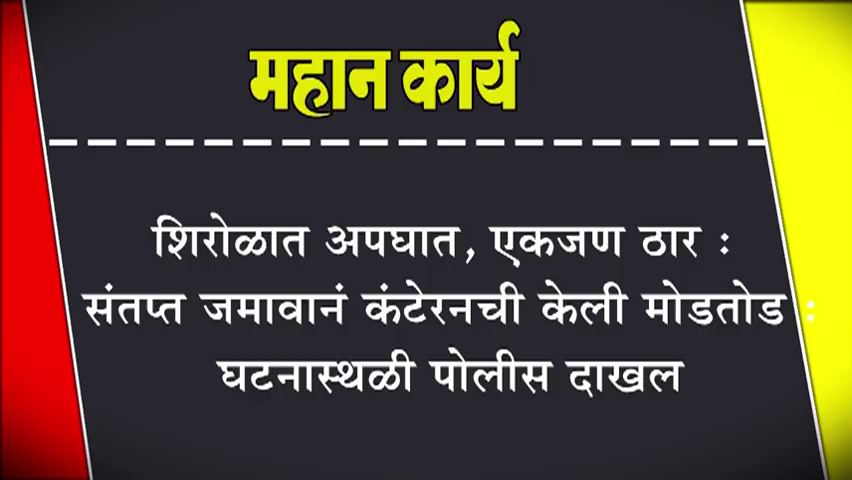 महान कार्य
शिरोळात अपघात, एकजण ठार :
संतप्त जमावानं कंटेरनची केली मोडतोड :
घटनास्थळी पोलीस दाखल